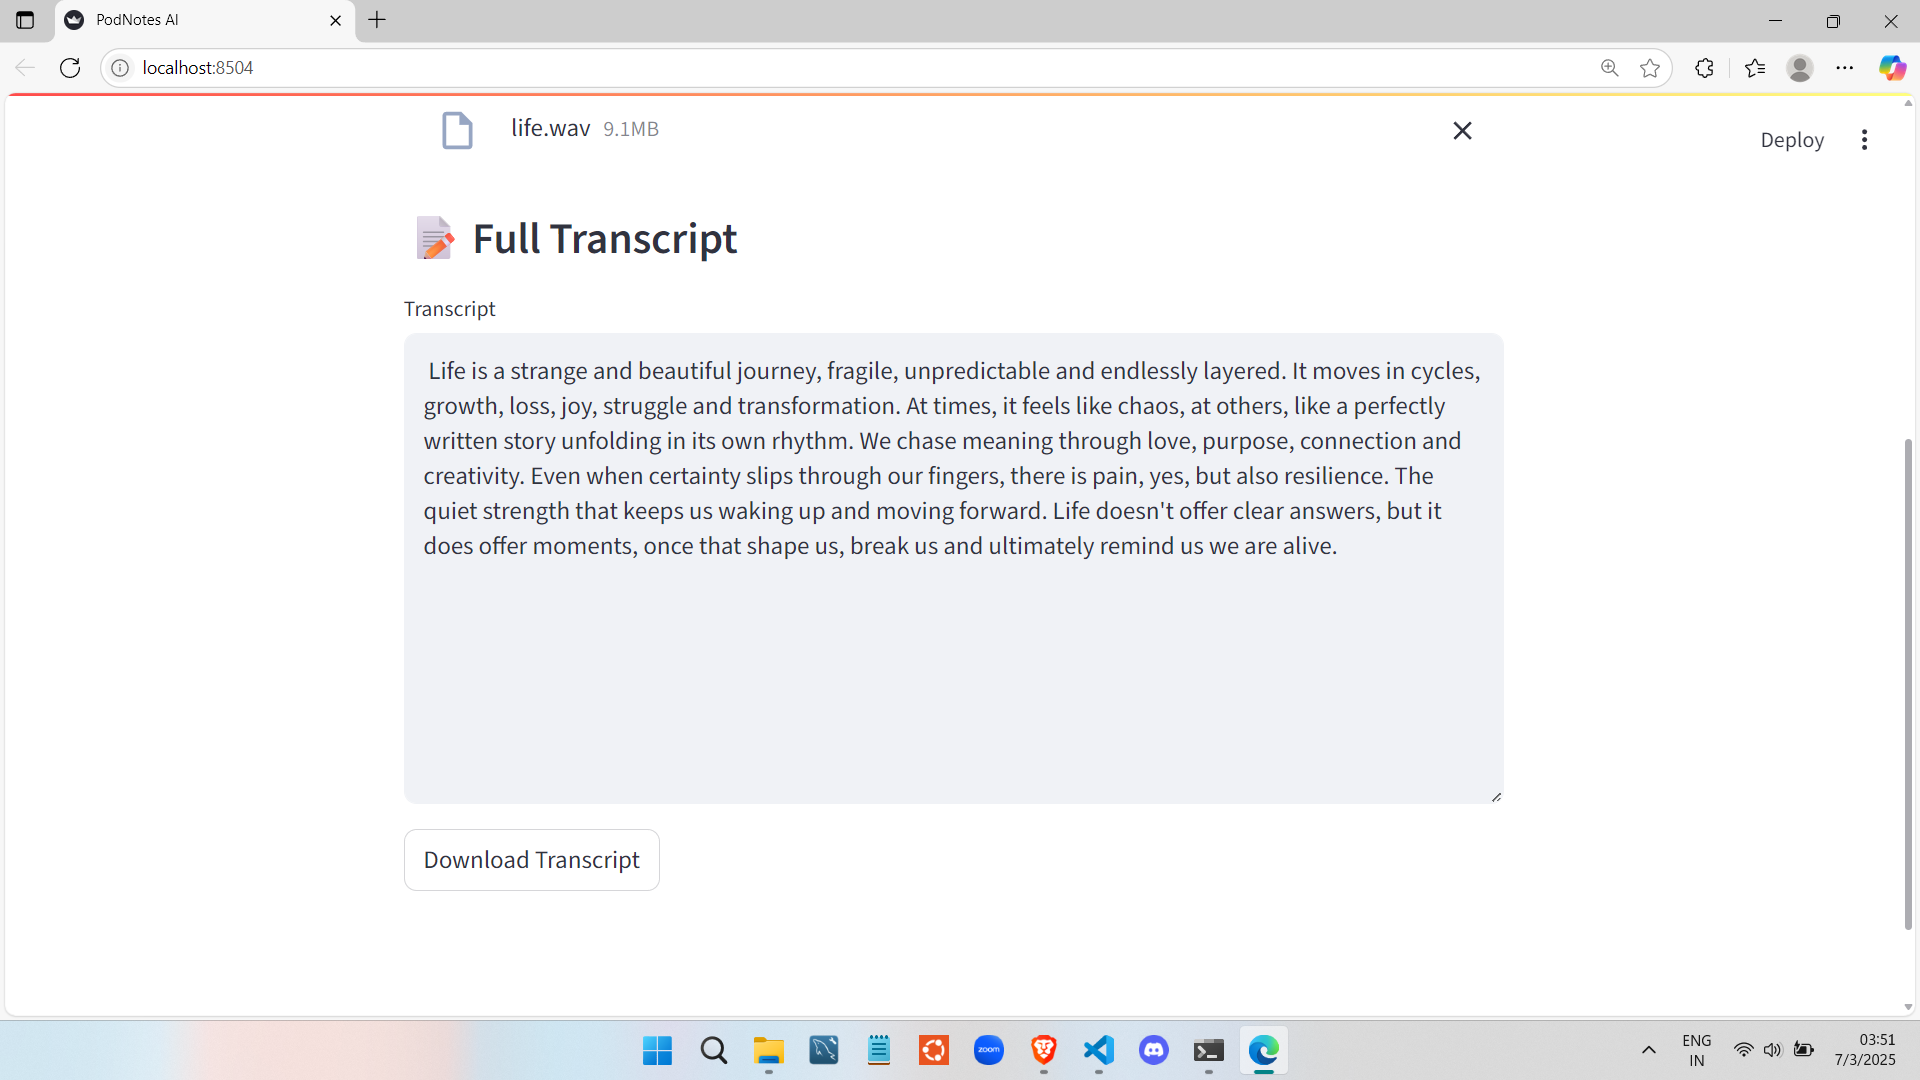 PodNotes AI
localhost:8504
life.wav 9.1MB
Deploy
Full Transcript
Transcript
Life is a strange and beautiful journey, fragile, unpredictable and endlessly layered. It moves in cycles,
growth, loss, joy, struggle and transformation. At times, it feels like chaos, at others, like a perfectly
written story unfolding in its own rhythm. We chase meaning through love, purpose, connection and
creativity. Even when certainty slips through our fingers, there is pain, yes, but also resilience. The
quiet strength that keeps us waking up and moving forward. Life doesn't offer clear answers, but it
does offer moments, once that shape us, break us and ultimately remind us we are alive.
Download Transcript
zoom
ENG
IN
03:51
7/3/2025